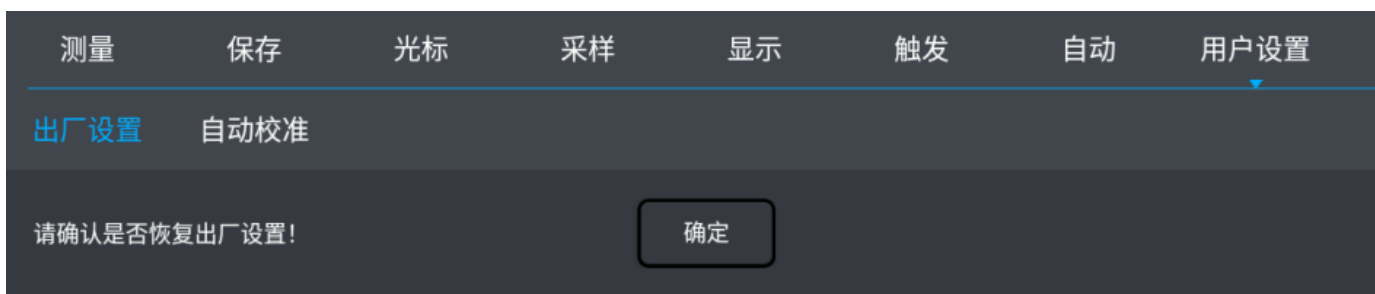 测量 保存 光标 采样 显示 触发 自动 用户设置
出厂设置 自动校准
请确认是否恢复出厂设置！ 确定